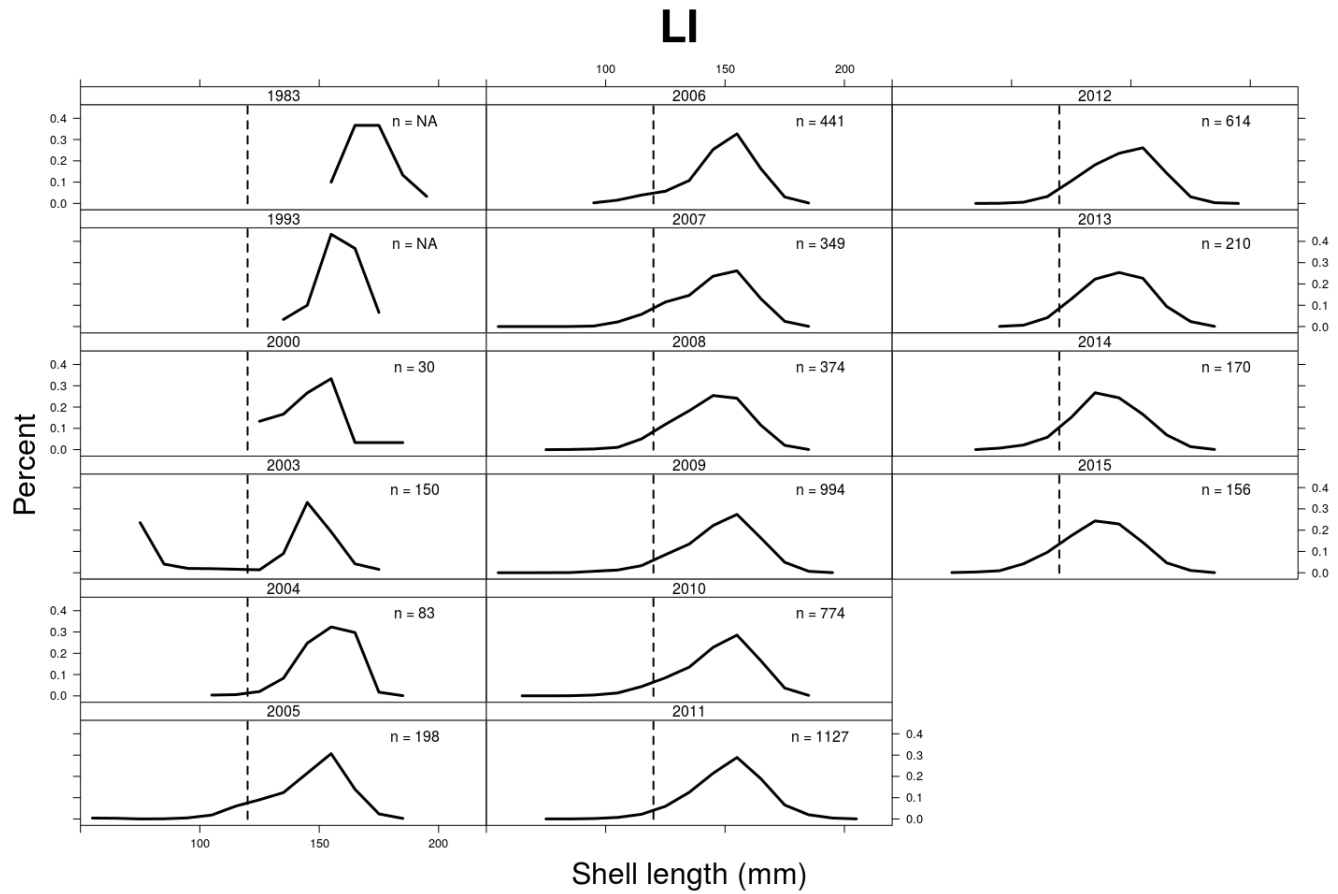 LI
100 150 200
1983 2006 2012
0.4 n = NA n = 441 n = 614
0.3
0.2
0.1
0.0
1993 2007 2013
n = NA n = 349 n = 210 0.4
0.3
0.2
0.1
0.0
2000 2008 2014
0.4 n = 30 n = 374 n = 170
0.3
0.2
0.1
0.0
Percent
2003 2009 2015
n = 150 n = 994 n = 156 0.4
0.3
0.2
0.1
0.0
2004 2010
0.4 n = 83 n = 774
0.3
0.2
0.1
0.0
2005 2011
n = 198 n = 1127 0.4
0.3
0.2
0.1
0.0
100 150 200
Shell length (mm)